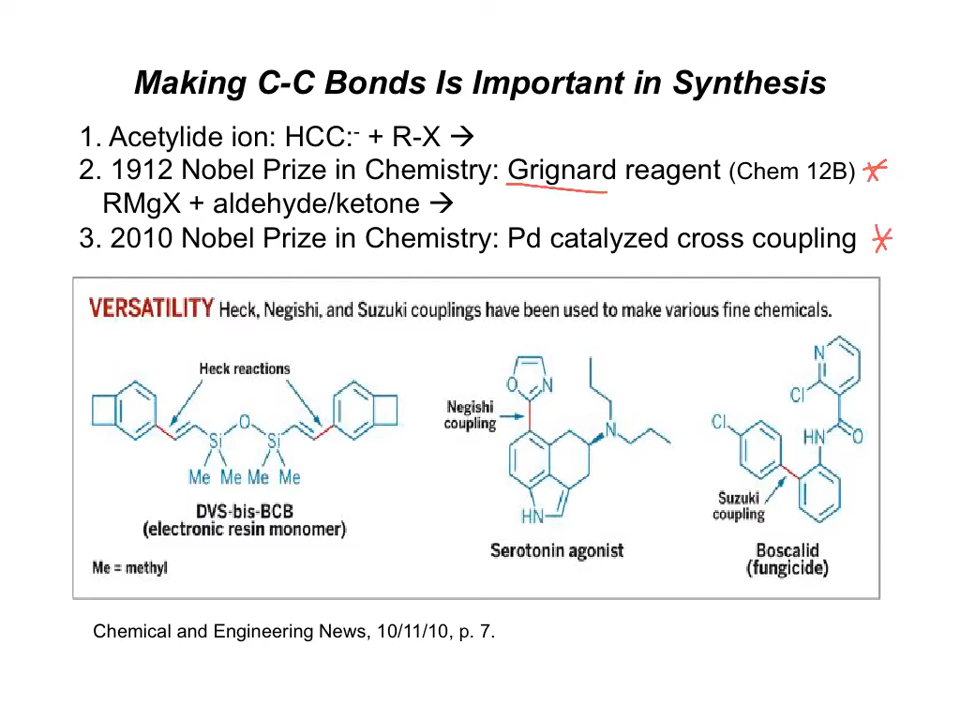 Making C-C Bonds Is Important in Synthesis
1. Acetylide ion: HCC:⁻ + R-X →
2. 1912 Nobel Prize in Chemistry: Grignard reagent (Chem 12B)
RMgX + aldehyde/ketone →
3. 2010 Nobel Prize in Chemistry: Pd catalyzed cross coupling
VERSATILITY Heck, Negishi, and Suzuki couplings have been used to make various fine chemicals.
Heck reactions
O
Si
Si
Me Me Me Me
DVS-bis-BCB
(electronic resin monomer)
Me = methyl
O
N
Negishi
coupling
N
HN
Serotonin agonist
N
Cl
Cl
HN
O
Suzuki
coupling
Boscalid
(fungicide)
Chemical and Engineering News, 10/11/10, p. 7.